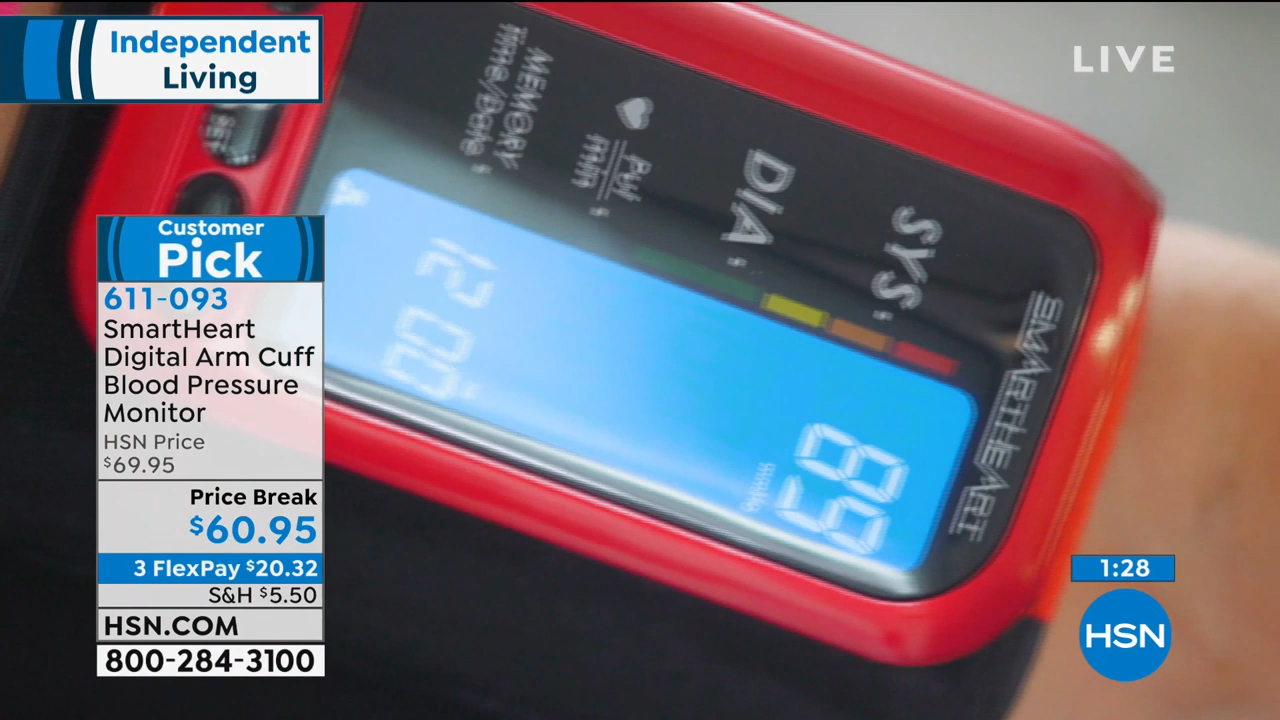 Independent
Living
LIVE
Customer
Pick
611-093
SmartHeart
Digital Arm Cuff
Blood Pressure
Monitor
HSN Price
$69.95
Price Break
$60.95
3 FlexPay $20.32
S&H $5.50
HSN.COM
800-284-3100
SYS.
DIA.
Pul
min
MEMORY
Time/Date
SMARTHEART
SET
89
12
00
1:28
HSN